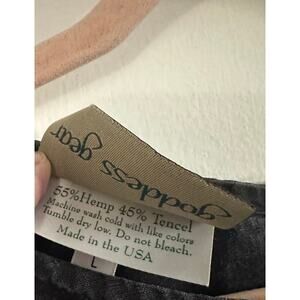 goddess gear
55% Hemp 45% Tencel
Machine wash cold with like colors
Tumble dry low. Do not bleach.
Made in the USA
L